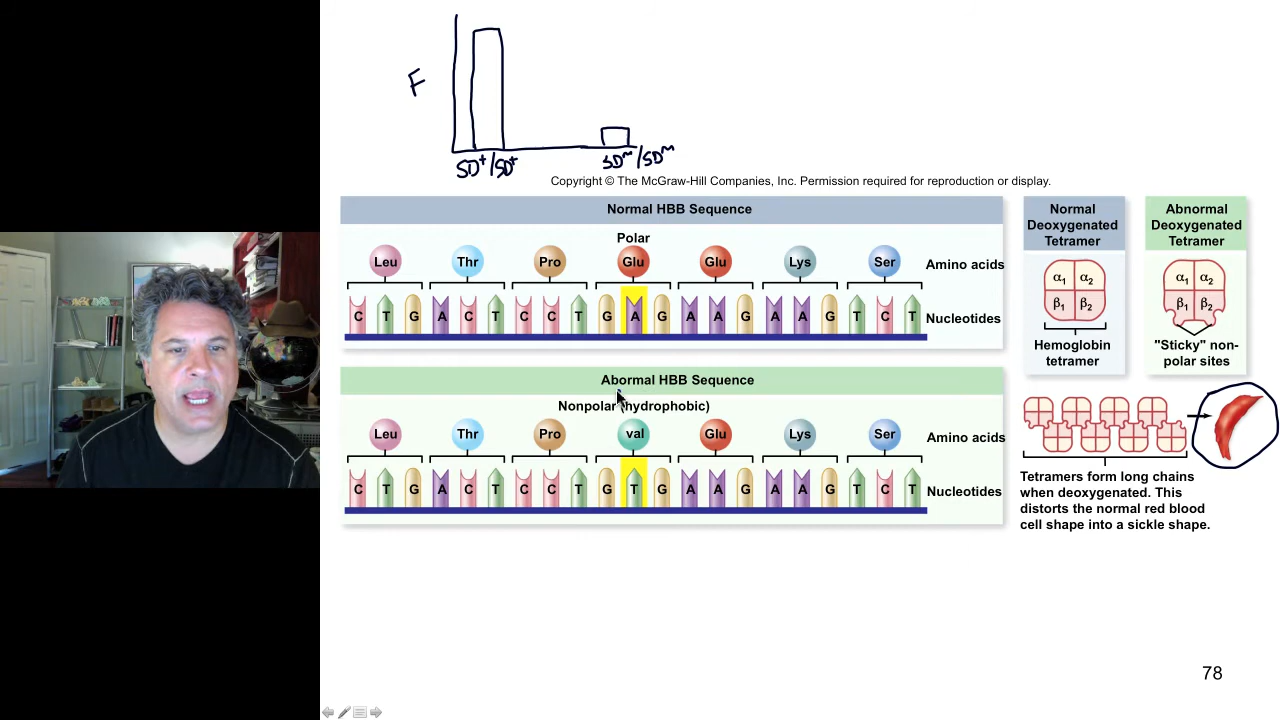 F
SD⁺/SD⁺
SDᵐ/SDᵐ
Copyright © The McGraw-Hill Companies, Inc. Permission required for reproduction or display.
Normal HBB Sequence
Polar
Leu Thr Pro Glu Glu Lys Ser Amino acids
C T G A C T C C T G A G A A G A A G T C T Nucleotides
Abormal HBB Sequence
Nonpolar (hydrophobic)
Leu Thr Pro val Glu Lys Ser Amino acids
C T G A C T C C T G T G A A G A A G T C T Nucleotides
Normal
Deoxygenated
Tetramer
α1 α2
β1 β2
Hemoglobin
tetramer
Abnormal
Deoxygenated
Tetramer
α1 α2
β1 β2
"Sticky" non-
polar sites
Tetramers form long chains
when deoxygenated. This
distorts the normal red blood
cell shape into a sickle shape.
78